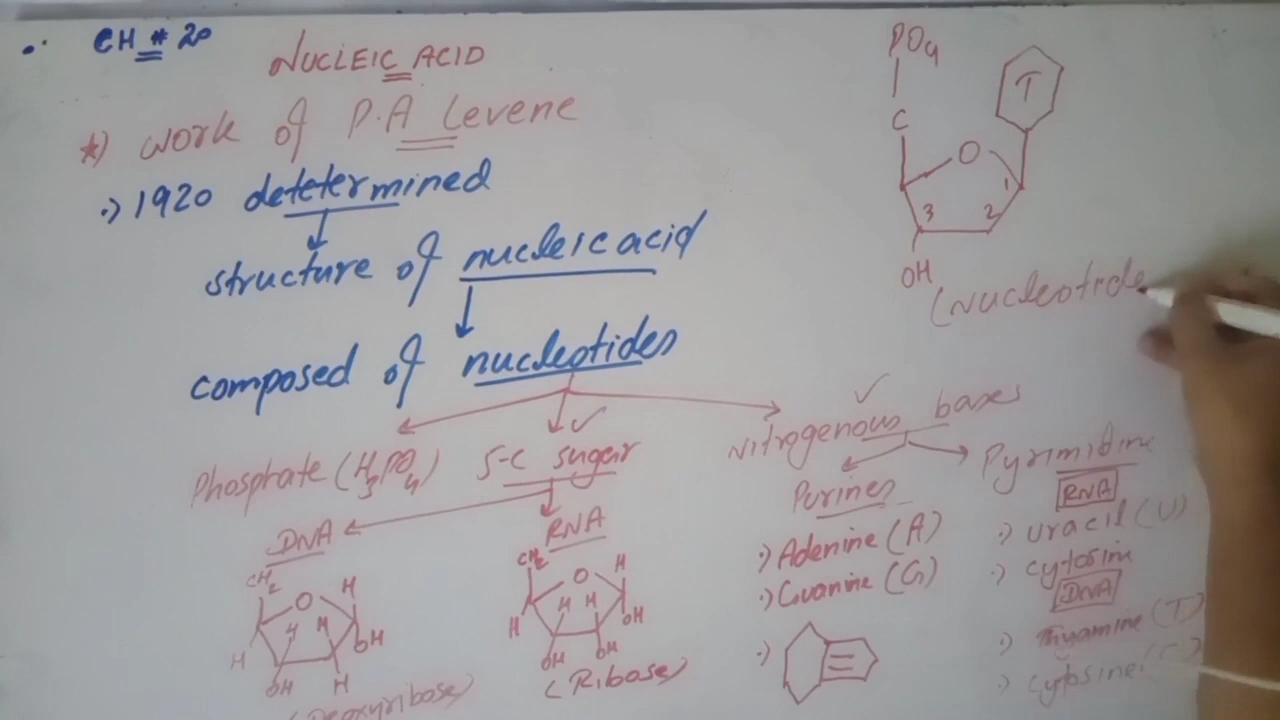 CH # 20
NUCLEIC ACID
*) work of P.A Levene
1920 detetermined
structure of nucleic acid
composed of nucleotides
Phosphate (H3PO4)
5-C sugar
Nitrogenous bases
DNA
CH2
O
H
H
H
H
OH
OH
H
(Deoxyribose)
RNA
CH2
O
H
H
H
H
OH
OH
OH
(Ribose)
Purines
Adenine (A)
Guanine (G)
Pyrimidine
RNA
Uracil (U)
cytosine
DNA
Thyamine (T)
cytosine (C)
PO4
C
O
T
1
2
3
OH
(Nucleotide